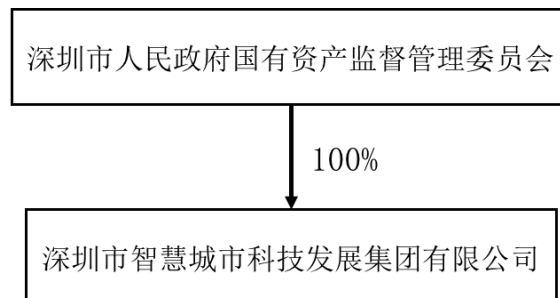 深圳市人民政府国有资产监督管理委员会
100%
深圳市智慧城市科技发展集团有限公司